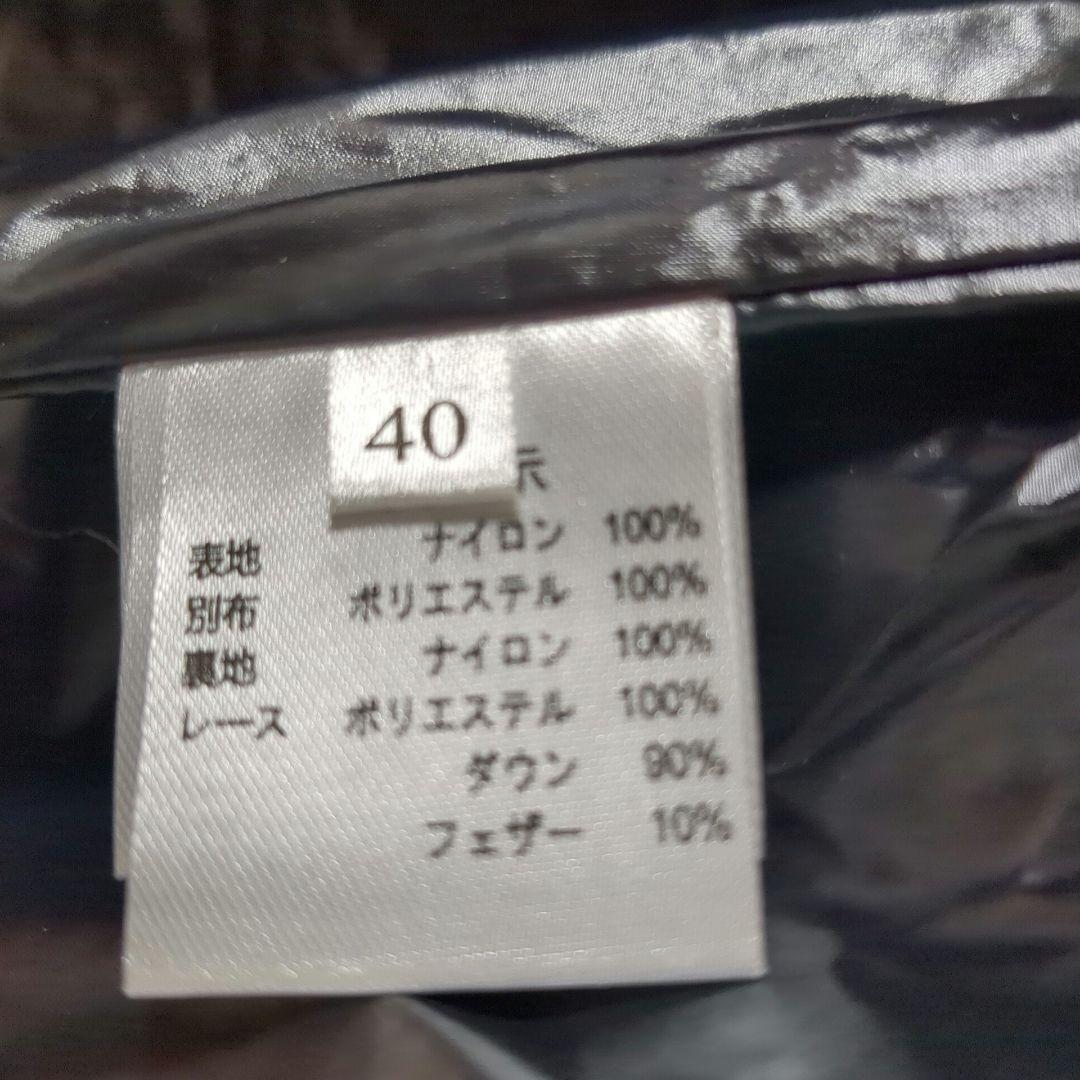 40
示
表地 ナイロン 100%
別布 ポリエステル 100%
裏地 ナイロン 100%
レース ポリエステル 100%
ダウン 90%
フェザー 10%